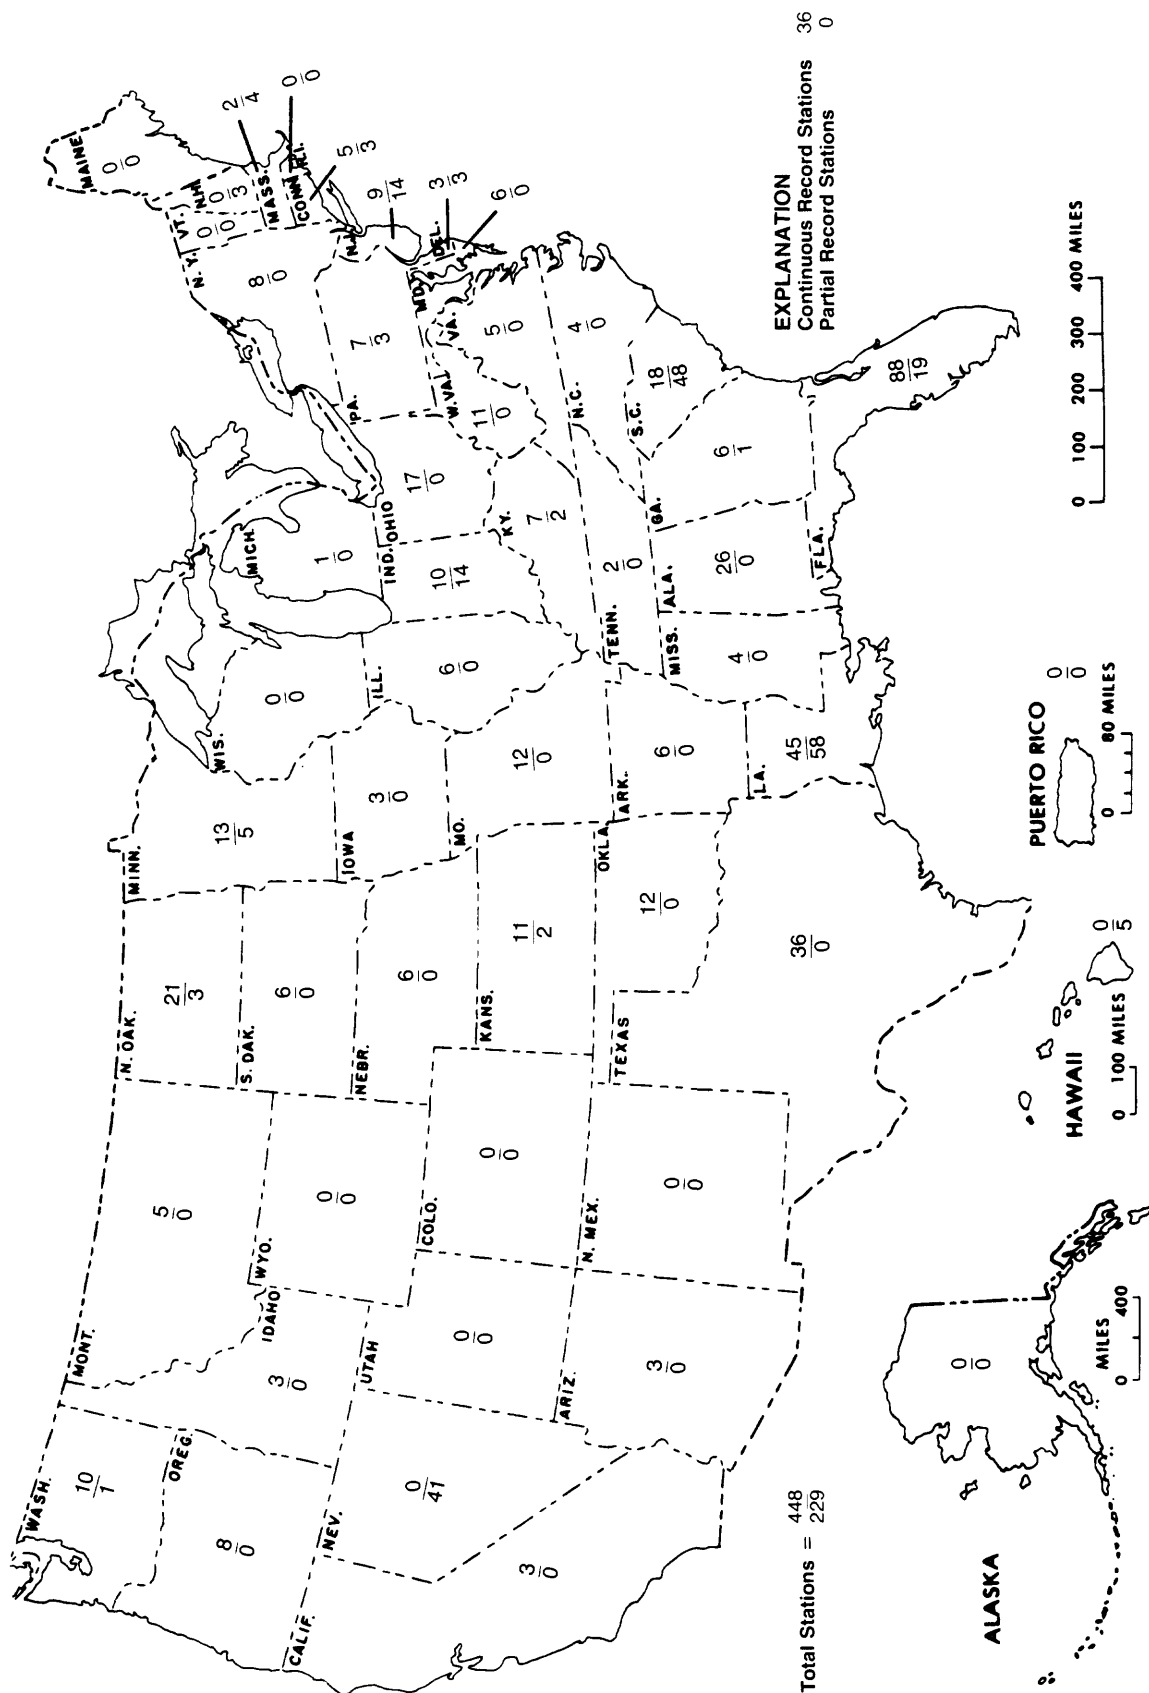 WASH.
10
1
OREG.
8
0
CALIF.
3
0
NEV.
0
41
IDAHO
3
0
MONT.
5
0
WYO.
0
0
UTAH
0
0
COLO.
0
0
ARIZ.
3
0
N. MEX.
0
0
N. DAK.
21
3
S. DAK.
6
0
NEBR.
6
0
KANS.
11
2
OKLA.
12
0
TEXAS
36
0
MINN.
13
5
IOWA
3
0
MO.
12
0
ARK.
6
0
LA.
45
58
WIS.
0
0
ILL.
6
0
MICH.
1
0
IND.
10
14
OHIO
17
0
KY.
7
2
TENN.
2
0
MISS.
4
0
ALA.
26
0
GA.
6
1
FLA.
88
19
S.C.
18
48
N.C.
4
0
VA.
5
0
W.VA.
11
0
PA.
7
3
N.Y.
8
0
VT.
0
0
N.H.
0
3
MAINE
0
0
MASS.
2
4
R.I.
0
0
CONN.
5
3
N.J.
9
14
DEL.
3
3
MD.
6
0
EXPLANATION
Continuous Record Stations 36
Partial Record Stations 0
0 100 200 300 400 MILES
Total Stations = 448
229
ALASKA
0
0
MILES
0 400
HAWAII
0
5
0 100 MILES
PUERTO RICO
0
0
0 80 MILES